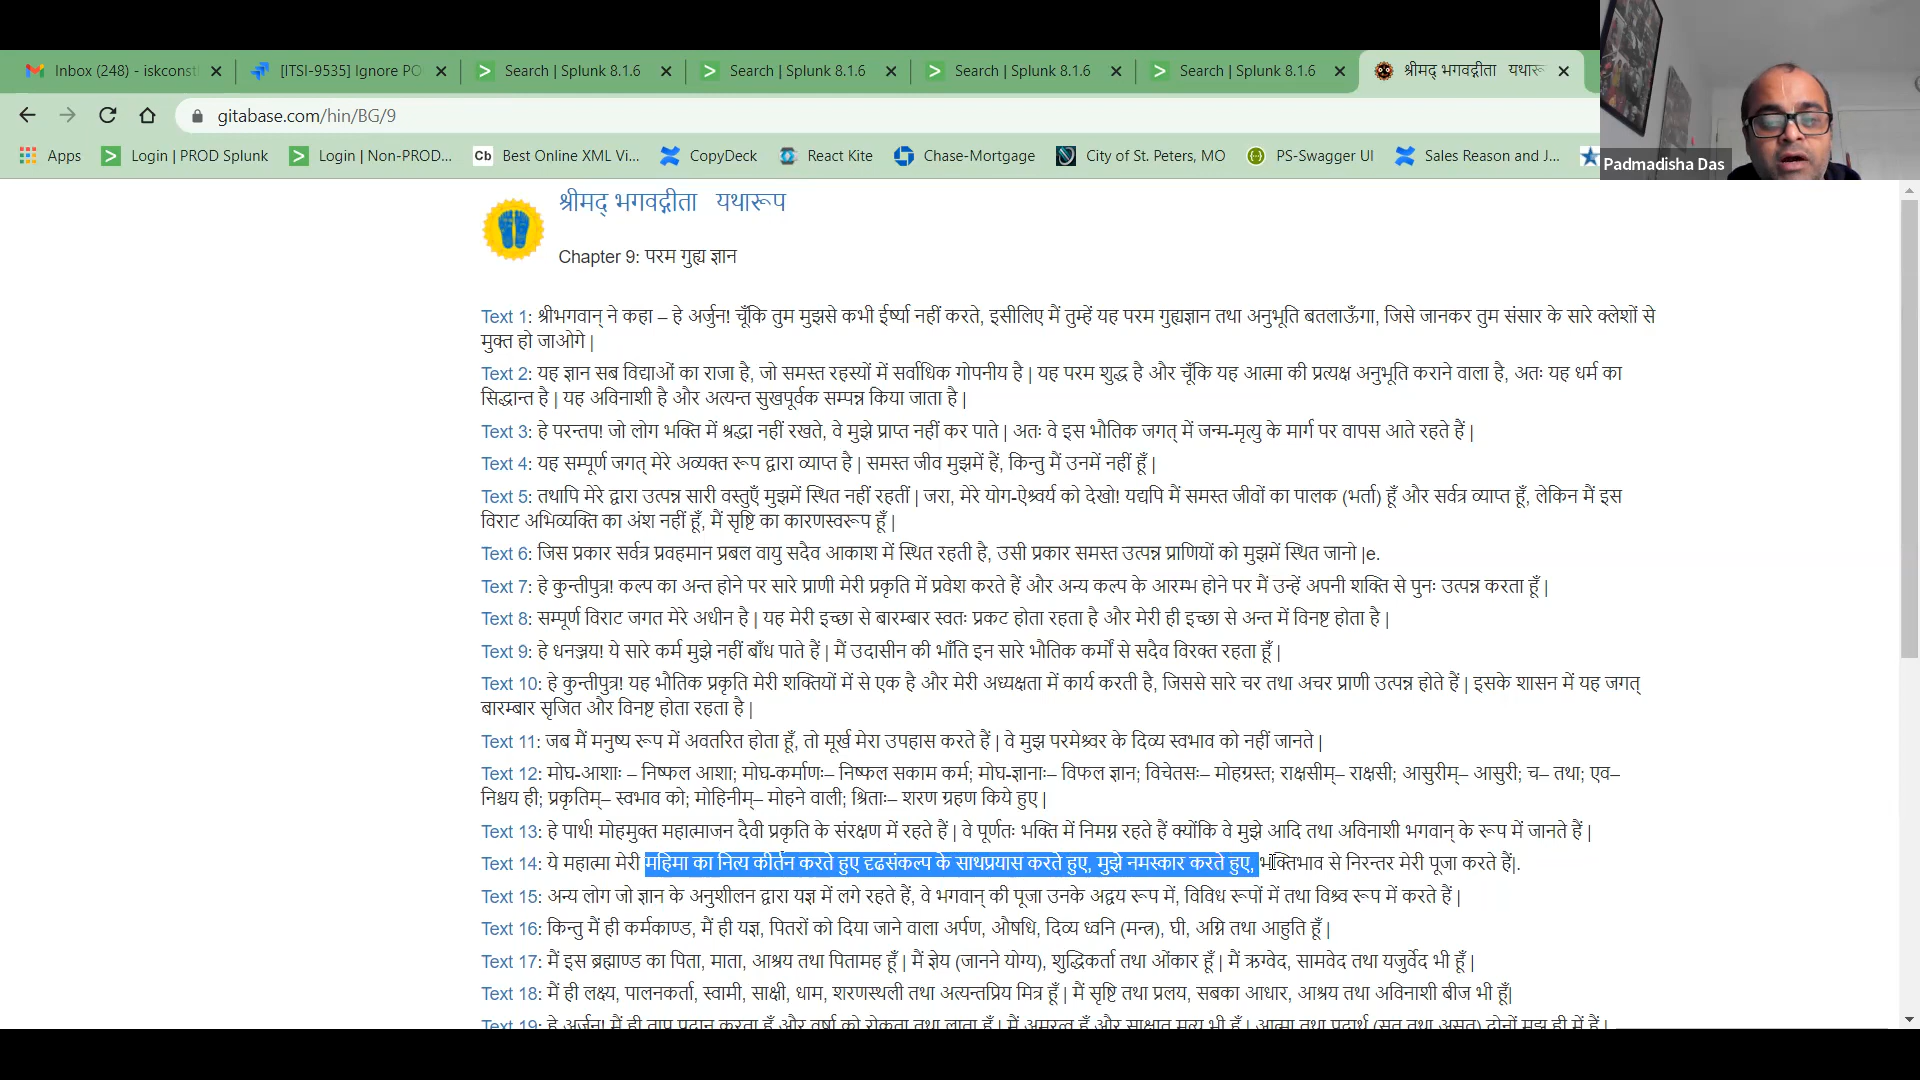 Inbox (248) - iskconst
[ITSI-9535] Ignore PO
Search | Splunk 8.1.6
Search | Splunk 8.1.6
Search | Splunk 8.1.6
Search | Splunk 8.1.6
श्रीमद् भगवद्गीता यथारूप
gitabase.com/hin/BG/9
Apps
Login | PROD Splunk
Login | Non-PROD...
Cb Best Online XML Vi...
CopyDeck
React Kite
Chase-Mortgage
City of St. Peters, MO
PS-Swagger UI
Sales Reason and J...
Padmadisha Das
श्रीमद् भगवद्गीता यथारूप
Chapter 9: परम गुह्य ज्ञान
Text 1: श्रीभगवान् ने कहा – हे अर्जुन! चूँकि तुम मुझसे कभी ईर्ष्या नहीं करते, इसीलिए मैं तुम्हें यह परम गुह्यज्ञान तथा अनुभूति बतलाऊँगा, जिसे जानकर तुम संसार के सारे क्लेशों से
मुक्त हो जाओगे |
Text 2: यह ज्ञान सब विद्याओं का राजा है, जो समस्त रहस्यों में सर्वाधिक गोपनीय है | यह परम शुद्ध है और चूँकि यह आत्मा की प्रत्यक्ष अनुभूति कराने वाला है, अतः यह धर्म का
सिद्धान्त है | यह अविनाशी है और अत्यन्त सुखपूर्वक सम्पन्न किया जाता है |
Text 3: हे परन्तप! जो लोग भक्ति में श्रद्धा नहीं रखते, वे मुझे प्राप्त नहीं कर पाते | अतः वे इस भौतिक जगत् में जन्म-मृत्यु के मार्ग पर वापस आते रहते हैं |
Text 4: यह सम्पूर्ण जगत् मेरे अव्यक्त रूप द्वारा व्याप्त है | समस्त जीव मुझमें हैं, किन्तु मैं उनमें नहीं हूँ |
Text 5: तथापि मेरे द्वारा उत्पन्न सारी वस्तुएँ मुझमें स्थित नहीं रहतीं | जरा, मेरे योग-ऐश्र्वर्य को देखो! यद्यपि मैं समस्त जीवों का पालक (भर्ता) हूँ और सर्वत्र व्याप्त हूँ, लेकिन मैं इस
विराट अभिव्यक्ति का अंश नहीं हूँ, मैं सृष्टि का कारणस्वरूप हूँ |
Text 6: जिस प्रकार सर्वत्र प्रवहमान प्रबल वायु सदैव आकाश में स्थित रहती है, उसी प्रकार समस्त उत्पन्न प्राणियों को मुझमें स्थित जानो |e.
Text 7: हे कुन्तीपुत्र! कल्प का अन्त होने पर सारे प्राणी मेरी प्रकृति में प्रवेश करते हैं और अन्य कल्प के आरम्भ होने पर मैं उन्हें अपनी शक्ति से पुनः उत्पन्न करता हूँ |
Text 8: सम्पूर्ण विराट जगत मेरे अधीन है | यह मेरी इच्छा से बारम्बार स्वतः प्रकट होता रहता है और मेरी ही इच्छा से अन्त में विनष्ट होता है |
Text 9: हे धनञ्जय! ये सारे कर्म मुझे नहीं बाँध पाते हैं | मैं उदासीन की भाँति इन सारे भौतिक कर्मों से सदैव विरक्त रहता हूँ |
Text 10: हे कुन्तीपुत्र! यह भौतिक प्रकृति मेरी शक्तियों में से एक है और मेरी अध्यक्षता में कार्य करती है, जिससे सारे चर तथा अचर प्राणी उत्पन्न होते हैं | इसके शासन में यह जगत्
बारम्बार सृजित और विनष्ट होता रहता है |
Text 11: जब मैं मनुष्य रूप में अवतरित होता हूँ, तो मूर्ख मेरा उपहास करते हैं | वे मुझ परमेश्र्वर के दिव्य स्वभाव को नहीं जानते |
Text 12: मोघ-आशाः – निष्फल आशा; मोघ-कर्माणः– निष्फल सकाम कर्म; मोघ-ज्ञानाः– विफल ज्ञान; विचेतसः– मोहग्रस्त; राक्षसीम्– राक्षसी; आसुरीम्– आसुरी; च– तथा; एव–
निश्चय ही; प्रकृतिम्– स्वभाव को; मोहिनीम्– मोहने वाली; श्रिताः– शरण ग्रहण किये हुए |
Text 13: हे पार्थ! मोहमुक्त महात्माजन दैवी प्रकृति के संरक्षण में रहते हैं | वे पूर्णतः भक्ति में निमग्न रहते हैं क्योंकि वे मुझे आदि तथा अविनाशी भगवान् के रूप में जानते हैं |
Text 14: ये महात्मा मेरी महिमा का नित्य कीर्तन करते हुए दृढसंकल्प के साथप्रयास करते हुए, मुझे नमस्कार करते हुए, भक्तिभाव से निरन्तर मेरी पूजा करते हैं|.
Text 15: अन्य लोग जो ज्ञान के अनुशीलन द्वारा यज्ञ में लगे रहते हैं, वे भगवान् की पूजा उनके अद्वय रूप में, विविध रूपों में तथा विश्र्व रूप में करते हैं |
Text 16: किन्तु मैं ही कर्मकाण्ड, मैं ही यज्ञ, पितरों को दिया जाने वाला अर्पण, औषधि, दिव्य ध्वनि (मन्त्र), घी, अग्नि तथा आहुति हूँ |
Text 17: मैं इस ब्रह्माण्ड का पिता, माता, आश्रय तथा पितामह हूँ | मैं ज्ञेय (जानने योग्य), शुद्धिकर्ता तथा ओंकार हूँ | मैं ऋग्वेद, सामवेद तथा यजुर्वेद भी हूँ |
Text 18: मैं ही लक्ष्य, पालनकर्ता, स्वामी, साक्षी, धाम, शरणस्थली तथा अत्यन्तप्रिय मित्र हूँ | मैं सृष्टि तथा प्रलय, सबका आधार, आश्रय तथा अविनाशी बीज भी हूँ|
Text 19: हे अर्जुन! मैं ही ताप प्रदान करता हूँ और वर्षा को रोकता तथा लाता हूँ | मैं अमरत्व हूँ और साक्षात् मृत्यु भी हूँ | आत्मा तथा पदार्थ (सत् तथा असत्) दोनों मुझ ही में हैं |